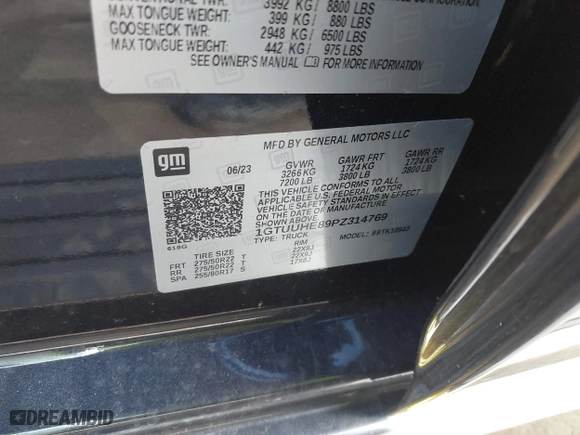 3992 KG/ 8800 LBS
MAX TONGUE WEIGHT: 399 KG/ 880 LBS
GOOSENECK TWR: 2948 KG/ 6500 LBS
MAX TONGUE WEIGHT: 442 KG/ 975 LBS
SEE OWNER'S MANUAL FOR MORE INFORMATION
gm
MFD BY GENERAL MOTORS LLC
06/23 GVWR GAWR FRT GAWR RR
3266 KG 1724 KG 1724 KG
7200 LB 3800 LB 3800 LB
THIS VEHICLE CONFORMS TO ALL
APPLICABLE U.S. FEDERAL MOTOR
VEHICLE SAFETY STANDARDS IN
EFFECT ON THE DATE OF
MANUFACTURE SHOWN ABOVE.
1GTUUHE89PZ314769
TYPE: TRUCK MODEL:
618G
TIRE SIZE RIM
FRT 275/50R22 T 22X9J
RR 275/50R22 T 22X9J
SPA 255/80R17 S 17X8J
DREAMBID